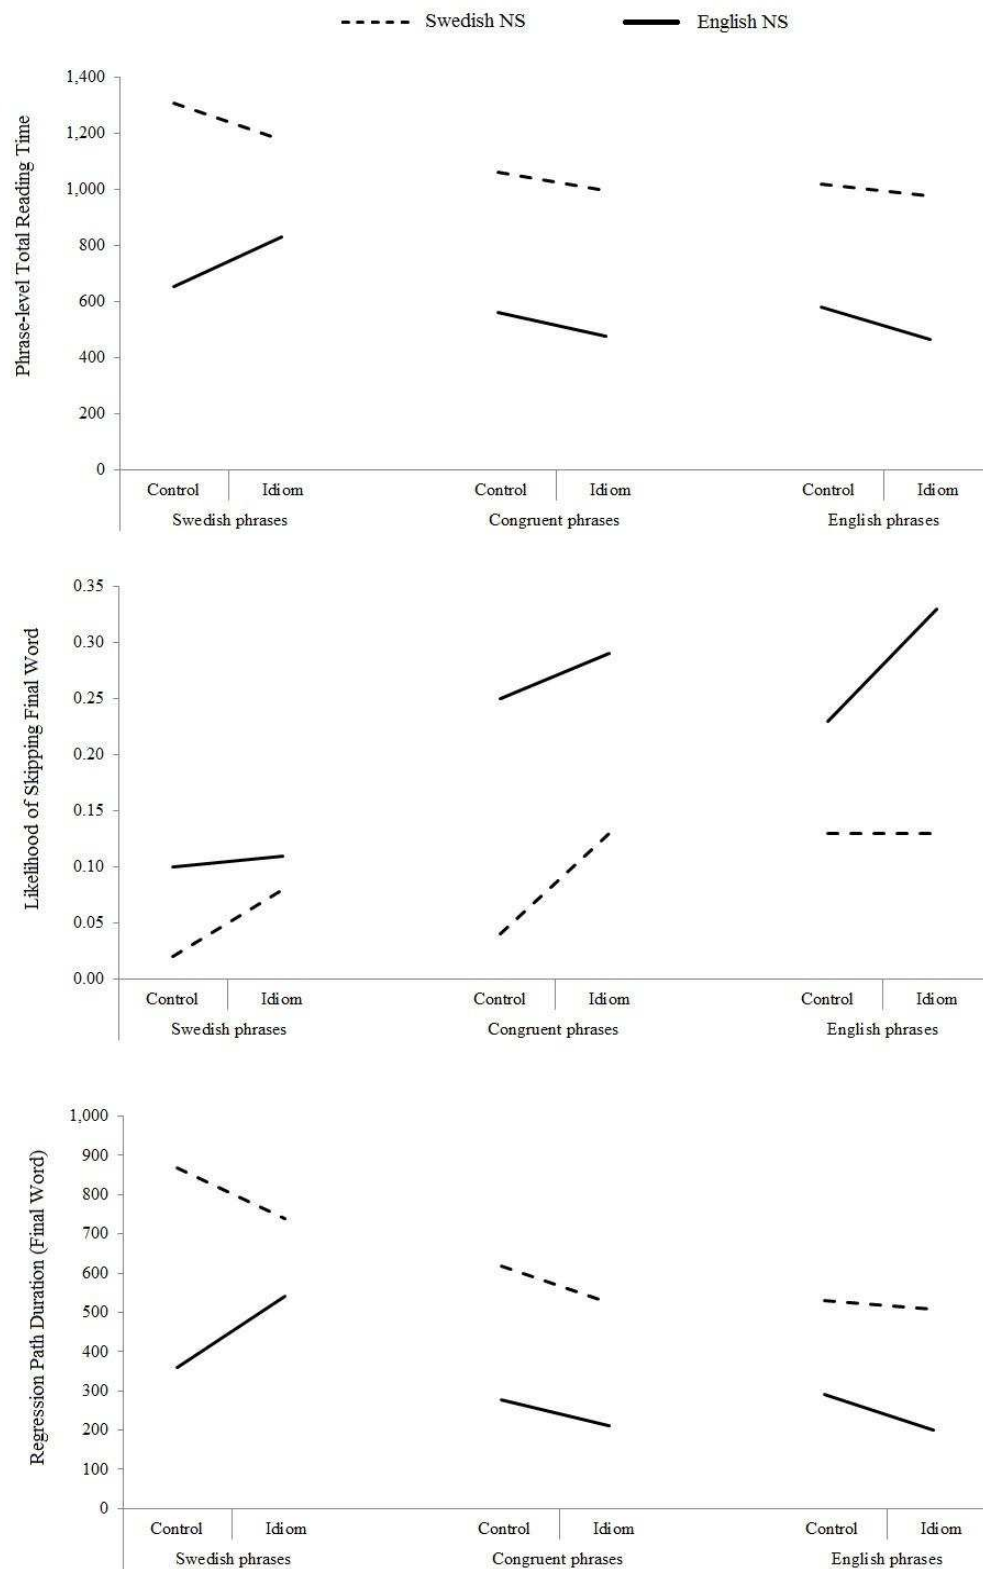 Swedish NS English NS
Phrase-level Total Reading Time
1,400
1,200
1,000
800
600
400
200
0
Control Idiom Control Idiom Control Idiom
Swedish phrases Congruent phrases English phrases
Likelihood of Skipping Final Word
0.35
0.30
0.25
0.20
0.15
0.10
0.05
0.00
Control Idiom Control Idiom Control Idiom
Swedish phrases Congruent phrases English phrases
Regression Path Duration (Final Word)
1,000
900
800
700
600
500
400
300
200
100
0
Control Idiom Control Idiom Control Idiom
Swedish phrases Congruent phrases English phrases